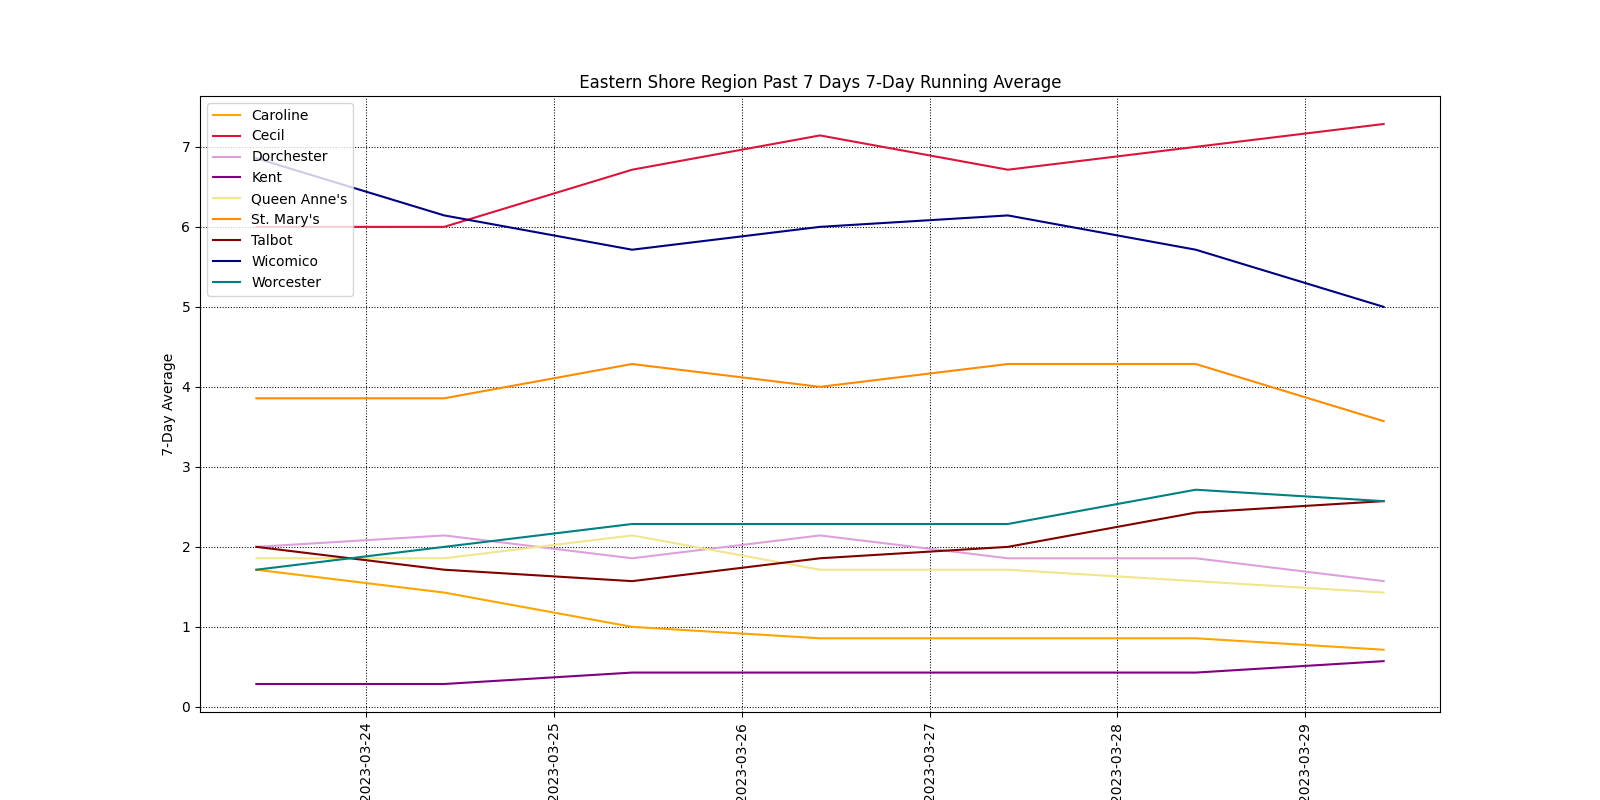 Eastern Shore Region Past 7 Days 7-Day Running Average
Caroline
Cecil
Dorchester
Kent
Queen Anne's
St. Mary's
Talbot
Wicomico
Worcester
7
6
5
4
3
2
1
0
7-Day Average
2023-03-24
2023-03-25
2023-03-26
2023-03-27
2023-03-28
2023-03-29